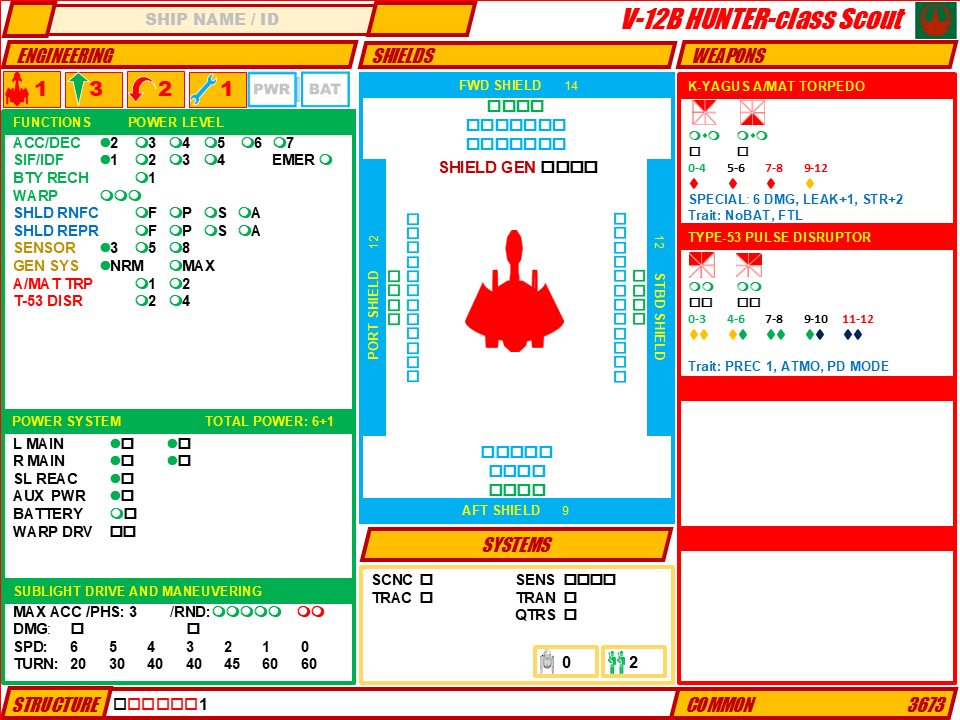 SHIP NAME / ID
V-12B HUNTER-class Scout
ENGINEERING
1 3 2 1 PWR BAT
FUNCTIONS POWER LEVEL
ACC/DEC 2 3 4 5 6 7
SIF/IDF 1 2 3 4 EMER
BTY RECH 1
WARP
SHLD RNFC F P S A
SHLD REPR F P S A
SENSOR 3 5 8
GEN SYS NRM MAX
A/MAT TRP 1 2
T-53 DISR 2 4
POWER SYSTEM TOTAL POWER: 6+1
L MAIN
R MAIN
SL REAC
AUX PWR
BATTERY
WARP DRV
SUBLIGHT DRIVE AND MANEUVERING
MAX ACC /PHS: 3 /RND:
DMG:
SPD: 6 5 4 3 2 1 0
TURN: 20 30 40 40 45 60 60
STRUCTURE 1
SHIELDS
FWD SHIELD 14
SHIELD GEN
PORT SHIELD 12
12 STBD SHIELD
AFT SHIELD 9
SYSTEMS
SCNC SENS
TRAC TRAN
QTRS
0 2
WEAPONS
K-YAGUS A/MAT TORPEDO
0-4 5-6 7-8 9-12
SPECIAL: 6 DMG, LEAK+1, STR+2
Trait: NoBAT, FTL
TYPE-53 PULSE DISRUPTOR
0-3 4-6 7-8 9-10 11-12
Trait: PREC 1, ATMO, PD MODE
COMMON 3673